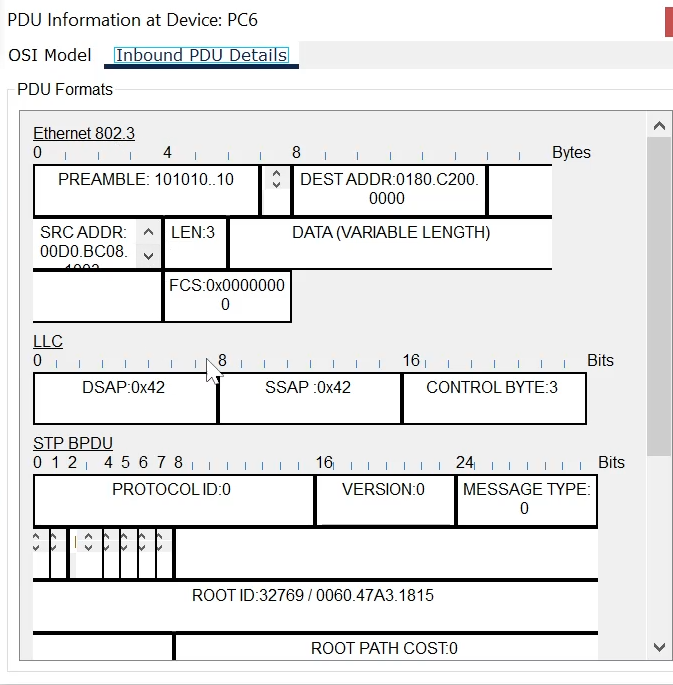 PDU Information at Device: PC6
OSI Model Inbound PDU Details
PDU Formats
Ethernet 802.3
0 4 8 Bytes
PREAMBLE: 101010..10 DEST ADDR:0180.C200.
0000
SRC ADDR: LEN:3 DATA (VARIABLE LENGTH)
00D0.BC08.
FCS:0x0000000
0
LLC
0 8 16 Bits
DSAP:0x42 SSAP :0x42 CONTROL BYTE:3
STP BPDU
0 1 2 4 5 6 7 8 16 24 Bits
PROTOCOL ID:0 VERSION:0 MESSAGE TYPE:
0
ROOT ID:32769 / 0060.47A3.1815
ROOT PATH COST:0